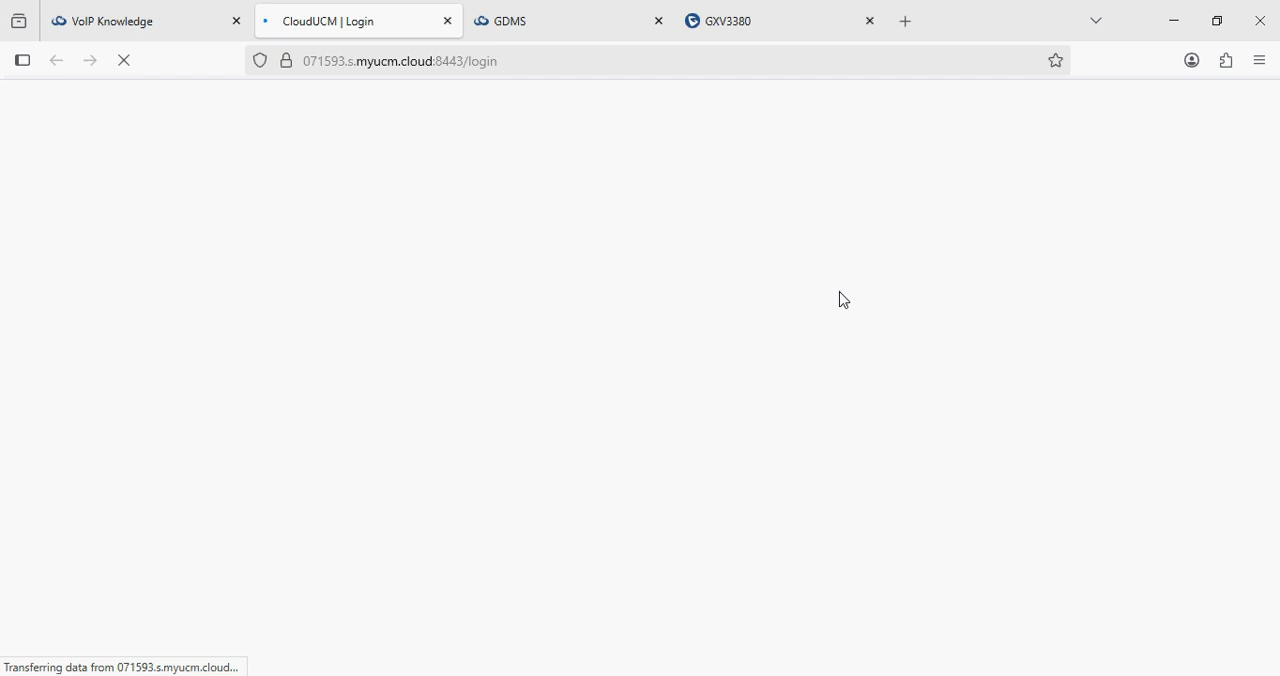 VoIP Knowledge
CloudUCM | Login
GDMS
GXV3380
071593.s.myucm.cloud:8443/login
Transferring data from 071593.s.myucm.cloud...